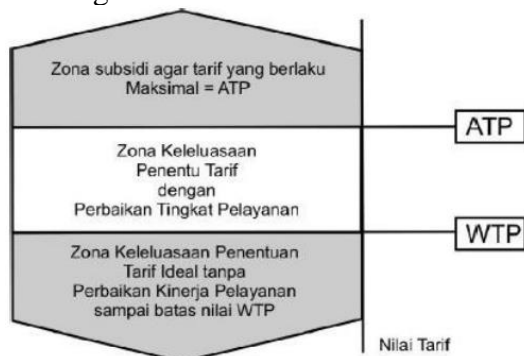 Zona subsidi agar tarif yang berlaku
Maksimal = ATP
ATP
Zona Keleluasaan
Penentu Tarif
dengan
Perbaikan Tingkat Pelayanan
WTP
Zona Keleluasaan Penentuan
Tarif Ideal tanpa
Perbaikan Kinerja Pelayanan
sampai batas nilai WTP
Nilai Tarif